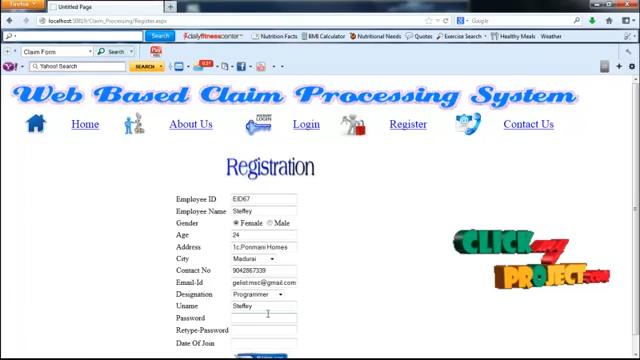 Firefox
Untitled Page
localhost:50829/Claim_Processing/Register.aspx
Google
Search
dailyfitnesscenter
Nutrition Facts
BMI Calculator
Nutritional Needs
Quotes
Exercise Search
Healthy Meals
Weather
Claim Form
Search
Yahoo! Search
SEARCH
Web Based Claim Processing System
Home
About Us
Login
Register
Contact Us
Registration
Employee ID EID67
Employee Name Steffey
Gender Female Male
Age 24
Address 1c,Ponmani Homes
City Madurai
Contact No 9042867339
Email-Id gelist.msc@gmail.com
Designation Programmer
Uname Steffey
Password
Retype-Password
Date Of Join
CLICK
MY
PROJECT.com